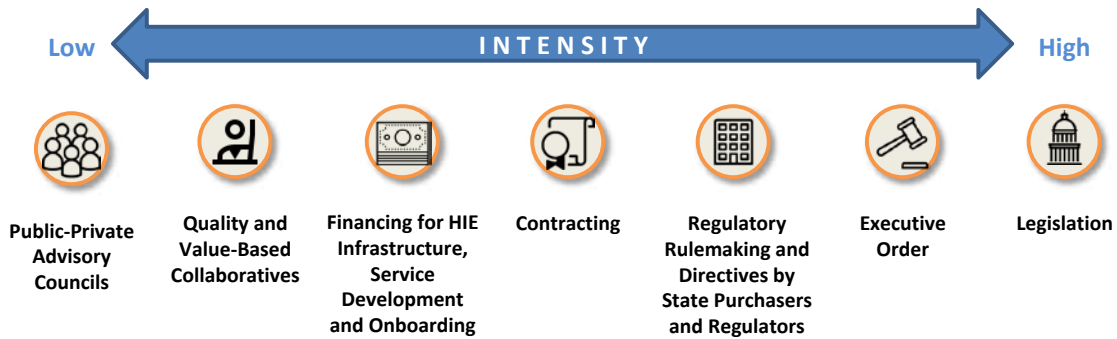 Low
INTENSITY
High
Public-Private
Advisory
Councils
Quality and
Value-Based
Collaboratives
Financing for HIE
Infrastructure,
Service
Development
and Onboarding
Contracting
Regulatory
Rulemaking and
Directives by
State Purchasers
and Regulators
Executive
Order
Legislation